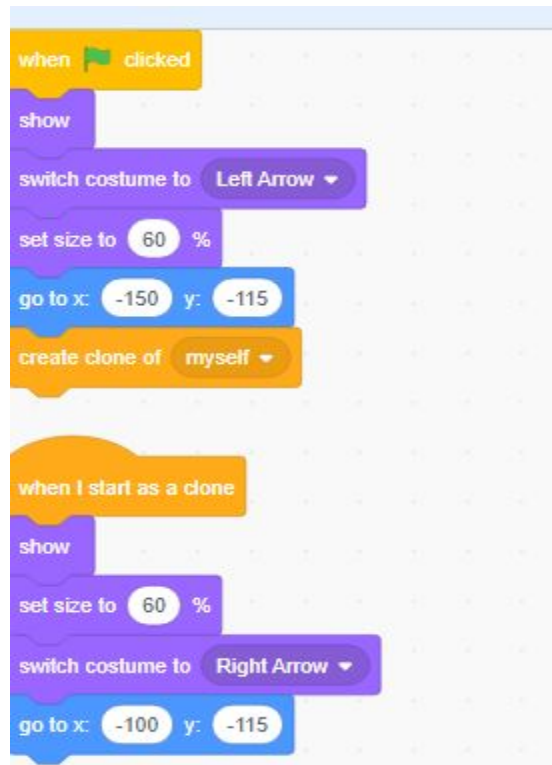 when clicked
show
switch costume to Left Arrow
set size to 60 %
go to x: -150 y: -115
create clone of myself
when I start as a clone
show
set size to 60 %
switch costume to Right Arrow
go to x: -100 y: -115